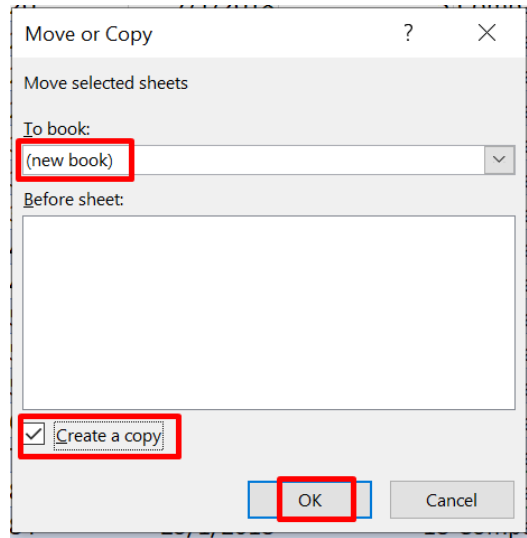 Move or Copy ?
Move selected sheets
To book:
(new book)
Before sheet:
Create a copy
OK Cancel